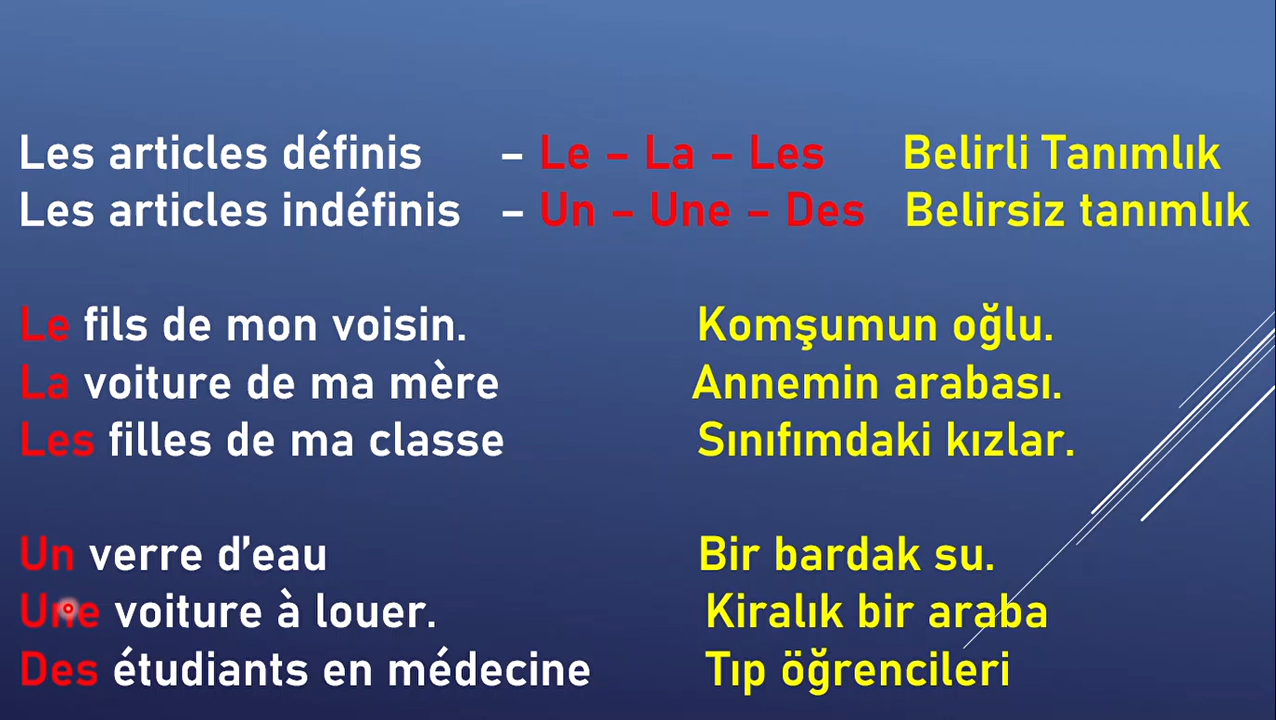 Les articles définis – Le – La – Les Belirli Tanımlık
Les articles indéfinis – Un – Une – Des Belirsiz tanımlık
Le fils de mon voisin. Komşumun oğlu.
La voiture de ma mère Annemin arabası.
Les filles de ma classe Sınıfımdaki kızlar.
Un verre d’eau Bir bardak su.
Une voiture à louer. Kiralık bir araba
Des étudiants en médecine Tıp öğrencileri